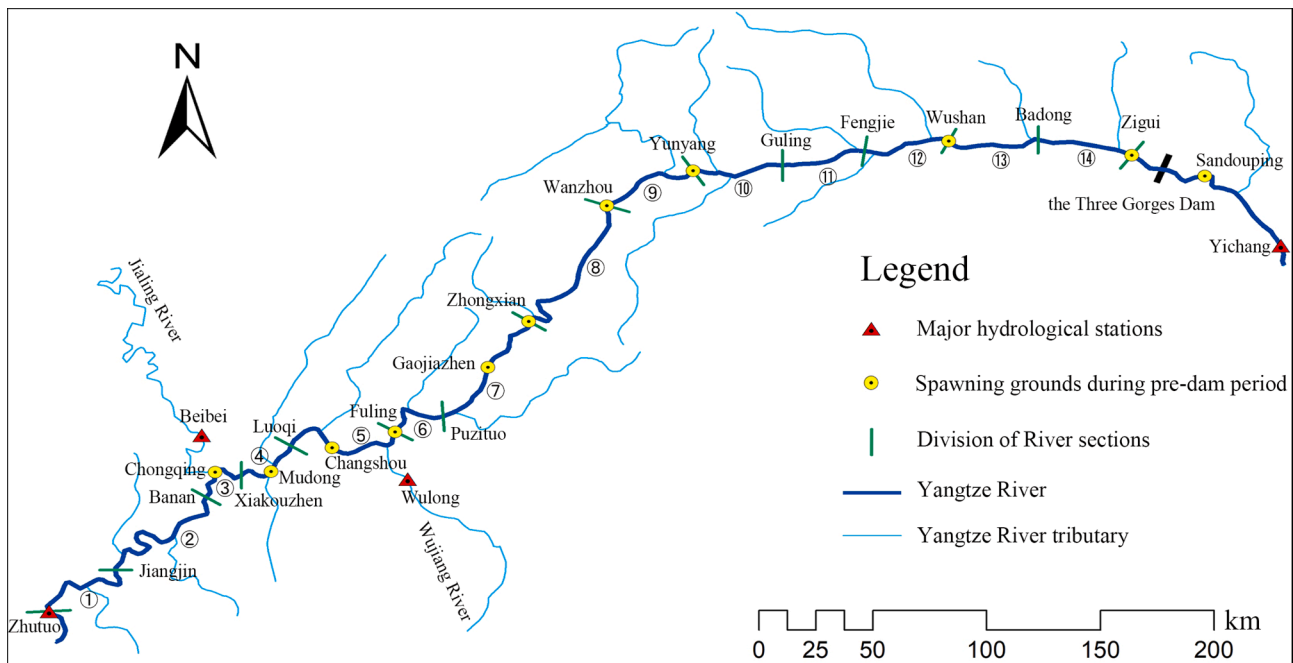 N
Fengjie
Wushan
Badong
Zigui
Guling
Yunyang
Sandouping
⑫
⑬
⑭
⑪
⑩
⑨
Wanzhou
the Three Gorges Dam
Yichang
⑧
Jialing River
Legend
Zhongxian
Major hydrological stations
Gaojiazhen
⑦
Spawning grounds during pre-dam period
Beibei
Fuling
Luoqi
⑥
⑤
Puzituo
Division of River sections
Changshou
④
Chongqing
Mudong
③
Xiakouzhen
Banan
Wulong
Yangtze River
②
Wujiang River
Yangtze River tributary
Jiangjin
①
Zhutuo
km
0 25 50 100 150 200